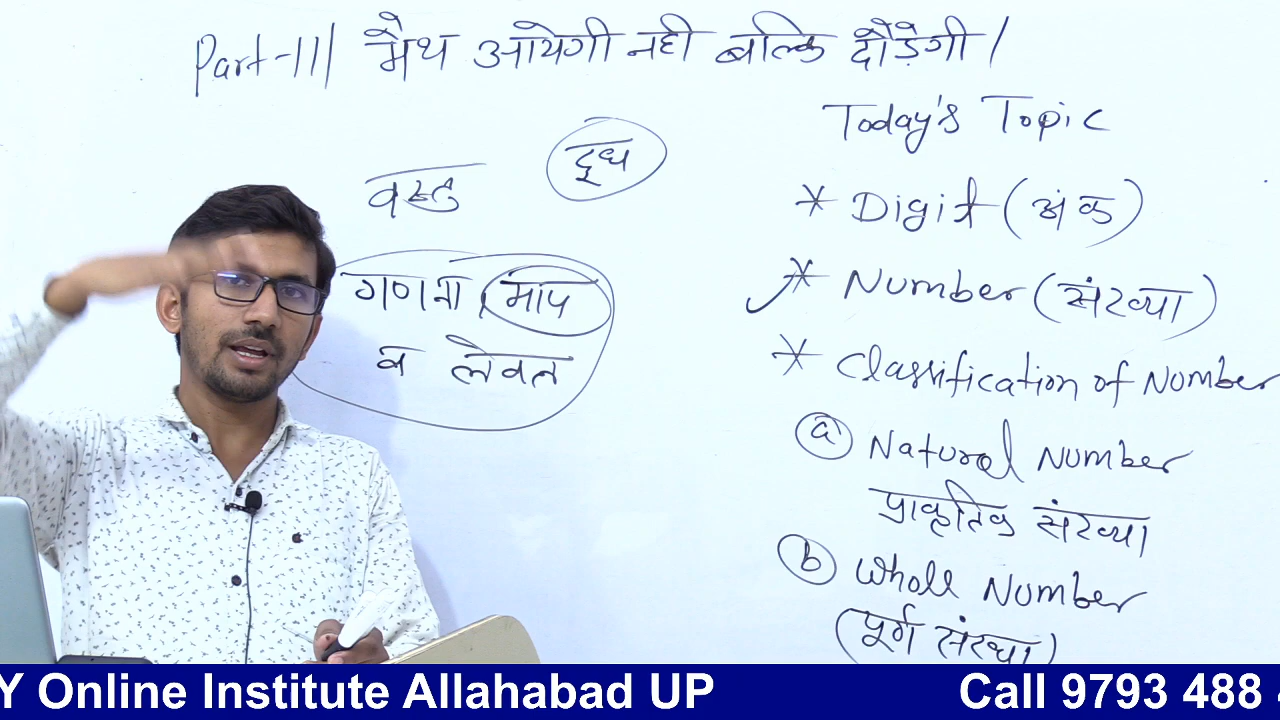 Part-III मैथ आयेगी नही बल्कि दौड़ेगी /
Today's Topic
वस्तु
दूध
* Digit (अंक)
गणना, माप
* Number (संख्या)
व लेवल
* Classification of Number
(a) Natural Number
प्राकृतिक संख्या
(b) Whole Number
(पूर्ण संख्या)
Y Online Institute Allahabad UP
Call 9793 488